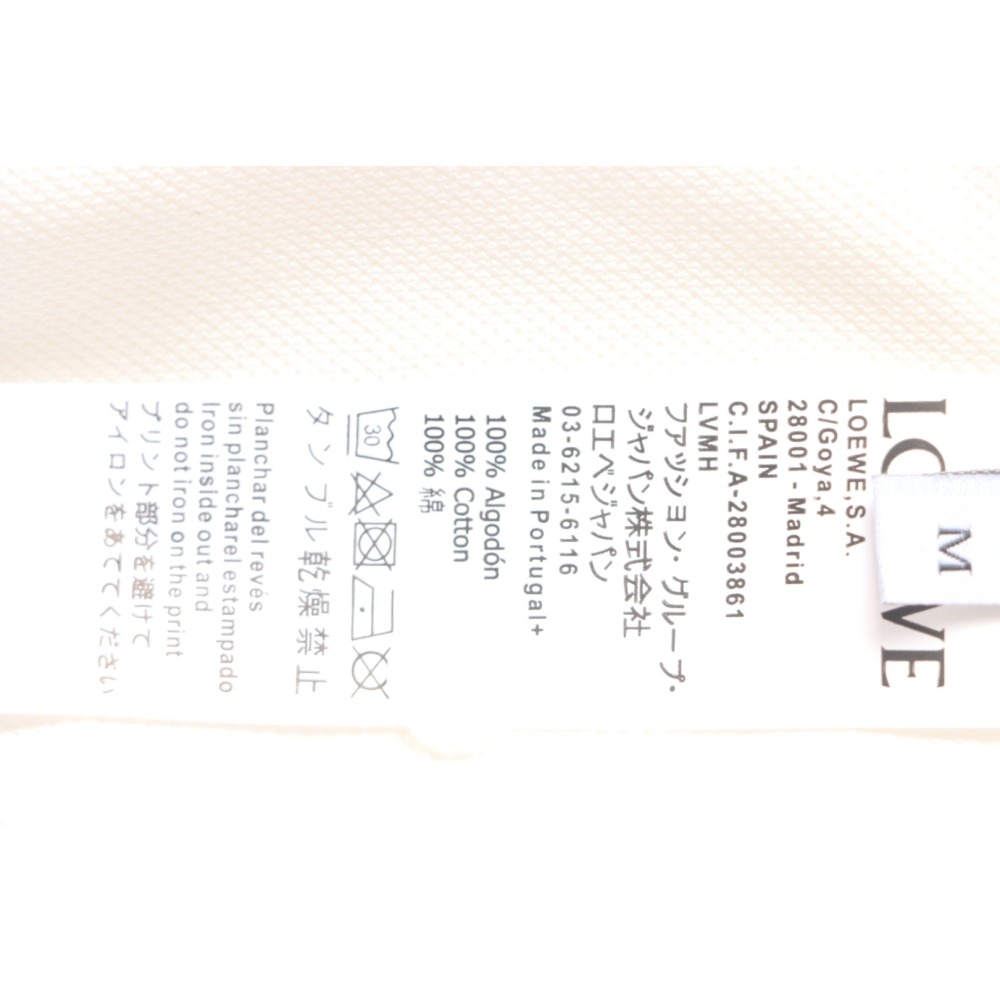 LOEWE
M
LOEWE,S.A.
C/Goya,4
28001 - Madrid
SPAIN
C.I.F.A-28003861
LVMH
ファッション・グループ・
ジャパン株式会社
ロエベジャパン
03-6215-6116
Made in Portugal+
100% Algodón
100% Cotton
100% 綿
30
タンブル乾燥禁止
Planchar del revés
sin planchar el estampado
Iron inside out and
do not iron on the print
プリント部分を避けて
アイロンをあててください